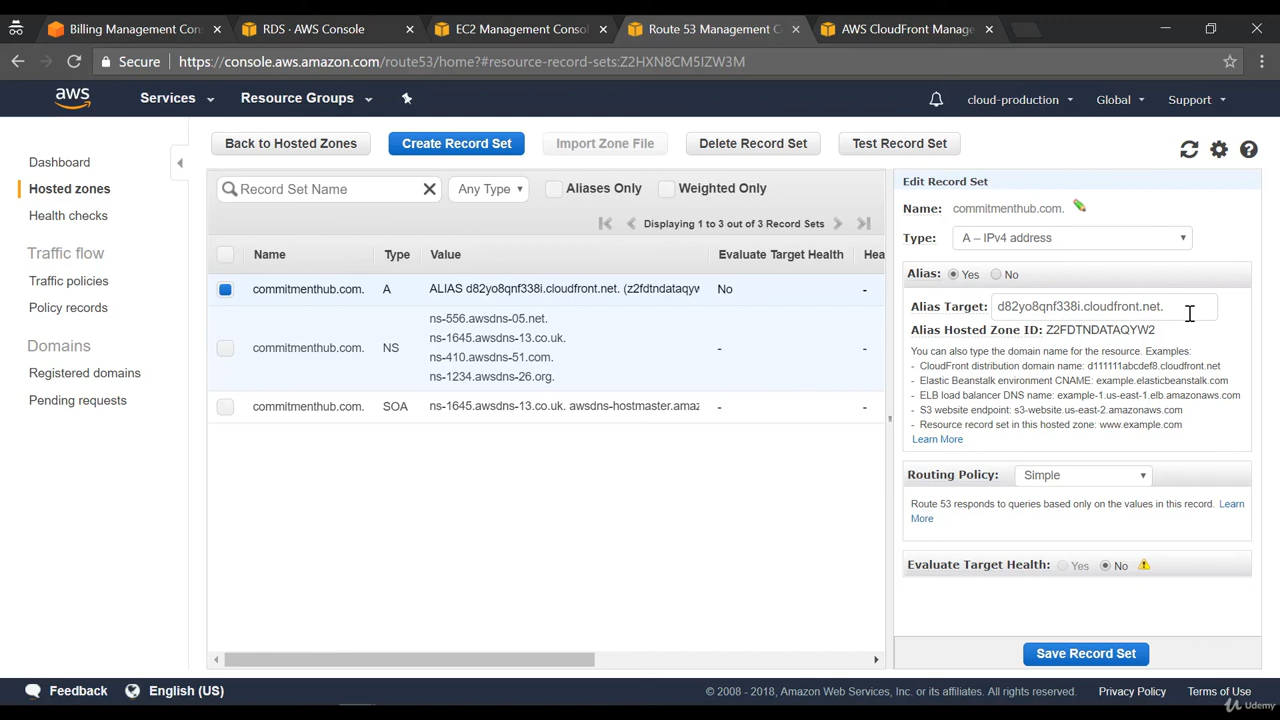 Billing Management Con
RDS · AWS Console
EC2 Management Conso
Route 53 Management C
AWS CloudFront Manage
Secure
https://console.aws.amazon.com/route53/home?#resource-record-sets:Z2HXN8CM5IZW3M
aws
Services
Resource Groups
cloud-production
Global
Support
Dashboard
Hosted zones
Health checks
Traffic flow
Traffic policies
Policy records
Domains
Registered domains
Pending requests
Back to Hosted Zones
Create Record Set
Import Zone File
Delete Record Set
Test Record Set
Record Set Name
Any Type
Aliases Only
Weighted Only
Displaying 1 to 3 out of 3 Record Sets
Name Type Value Evaluate Target Health Hea
commitmenthub.com. A ALIAS d82yo8qnf338i.cloudfront.net. (z2fdtndataqyw No -
commitmenthub.com. NS
ns-556.awsdns-05.net.
ns-1645.awsdns-13.co.uk.
ns-410.awsdns-51.com.
ns-1234.awsdns-26.org.
- -
commitmenthub.com. SOA ns-1645.awsdns-13.co.uk. awsdns-hostmaster.amaz - -
Edit Record Set
Name: commitmenthub.com.
Type: A – IPv4 address
Alias: Yes No
Alias Target: d82yo8qnf338i.cloudfront.net.
Alias Hosted Zone ID: Z2FDTNDATAQYW2
You can also type the domain name for the resource. Examples:
- CloudFront distribution domain name: d111111abcdef8.cloudfront.net
- Elastic Beanstalk environment CNAME: example.elasticbeanstalk.com
- ELB load balancer DNS name: example-1.us-east-1.elb.amazonaws.com
- S3 website endpoint: s3-website.us-east-2.amazonaws.com
- Resource record set in this hosted zone: www.example.com
Learn More
Routing Policy: Simple
Route 53 responds to queries based only on the values in this record. Learn
More
Evaluate Target Health: Yes No
Save Record Set
Feedback
English (US)
© 2008 - 2018, Amazon Web Services, Inc. or its affiliates. All rights reserved.
Privacy Policy
Terms of Use
Udemy